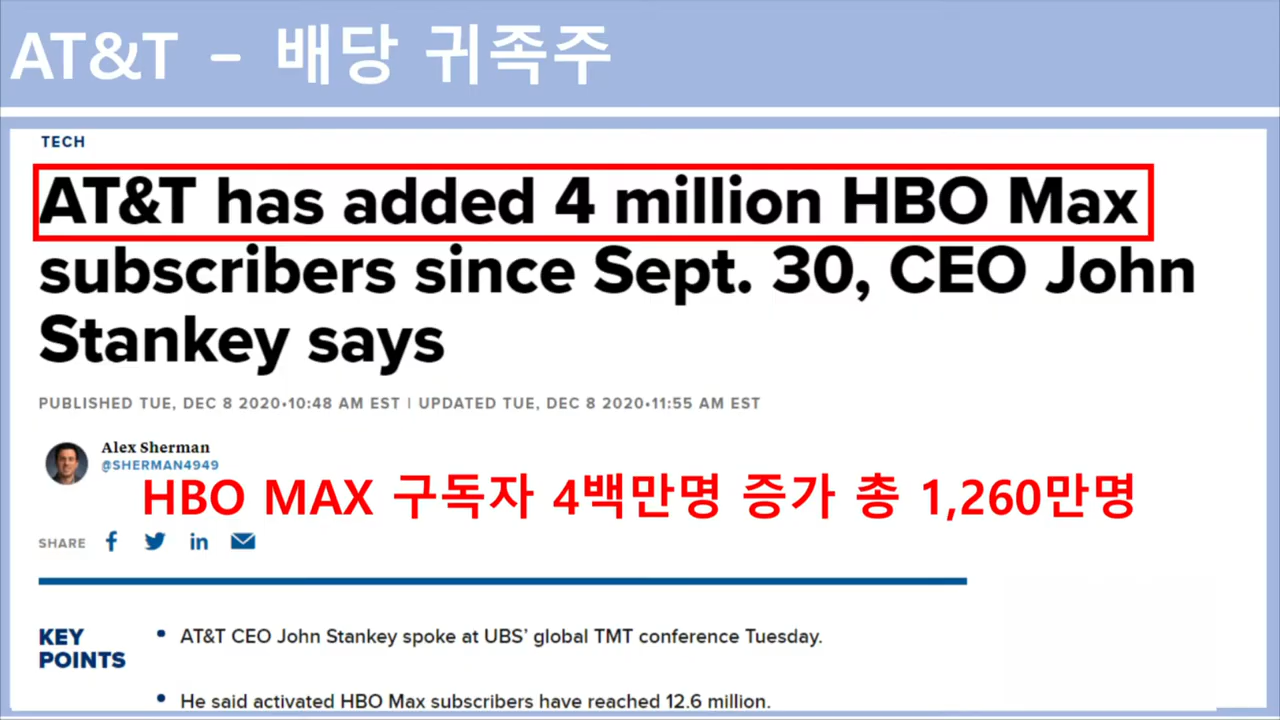 AT&T - 배당 귀족주
TECH
AT&T has added 4 million HBO Max
subscribers since Sept. 30, CEO John
Stankey says
PUBLISHED TUE, DEC 8 2020•10:48 AM EST | UPDATED TUE, DEC 8 2020•11:55 AM EST
Alex Sherman
@SHERMAN4949
HBO MAX 구독자 4백만명 증가 총 1,260만명
SHARE
KEY
POINTS
• AT&T CEO John Stankey spoke at UBS’ global TMT conference Tuesday.
• He said activated HBO Max subscribers have reached 12.6 million.